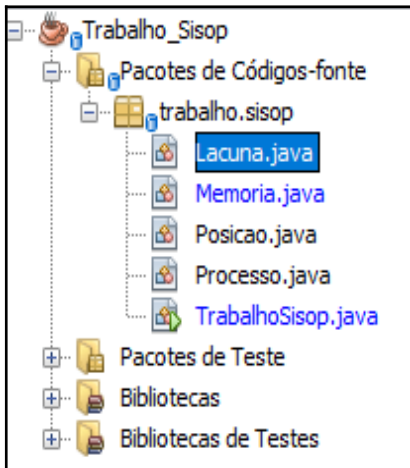 Trabalho_Sisop
Pacotes de Códigos-fonte
trabalho.sisop
Lacuna.java
Memoria.java
Posicao.java
Processo.java
TrabalhoSisop.java
Pacotes de Teste
Bibliotecas
Bibliotecas de Testes